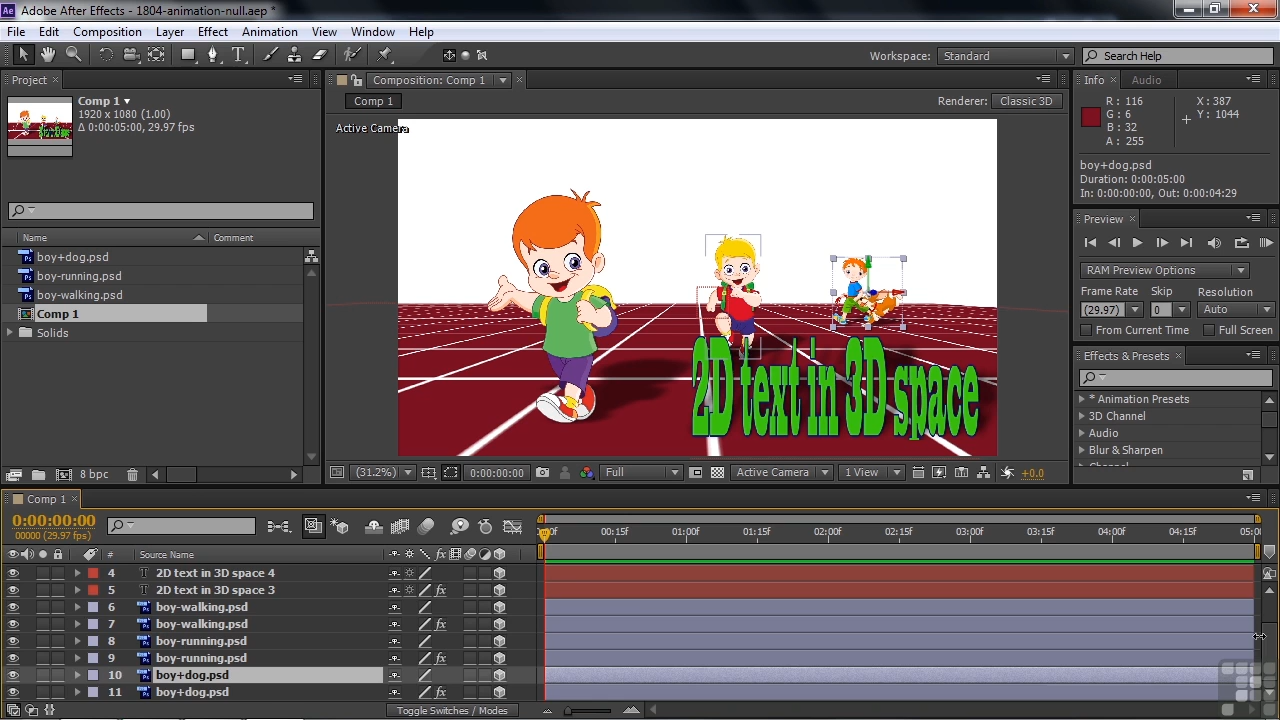 Ae Adobe After Effects - 1804-animation-null.aep *
File Edit Composition Layer Effect Animation View Window Help
Workspace: Standard Search Help
Project
Comp 1
1920 x 1080 (1.00)
Δ 0:00:05:00, 29.97 fps
Name Comment
boy+dog.psd
boy-running.psd
boy-walking.psd
Comp 1
Solids
8 bpc
Composition: Comp 1
Comp 1
Renderer: Classic 3D
Active Camera
2D text in 3D space
(31.2%) 0:00:00:00 Full Active Camera 1 View +0.0
Info Audio
R : 116 X : 387
G : 6 Y : 1044
B : 32
A : 255
boy+dog.psd
Duration: 0:00:05:00
In: 0:00:00:00, Out: 0:00:04:29
Preview
RAM Preview Options
Frame Rate Skip Resolution
(29.97) 0 Auto
From Current Time Full Screen
Effects & Presets
* Animation Presets
3D Channel
Audio
Blur & Sharpen
Comp 1
0:00:00:00
00000 (29.97 fps)
00:15f 01:00f 01:15f 02:00f 02:15f 03:00f 03:15f 04:00f 04:15f
# Source Name
4 T 2D text in 3D space 4
5 T 2D text in 3D space 3 fx
6 boy-walking.psd
7 boy-walking.psd fx
8 boy-running.psd
9 boy-running.psd fx
10 boy+dog.psd
11 boy+dog.psd fx
Toggle Switches / Modes